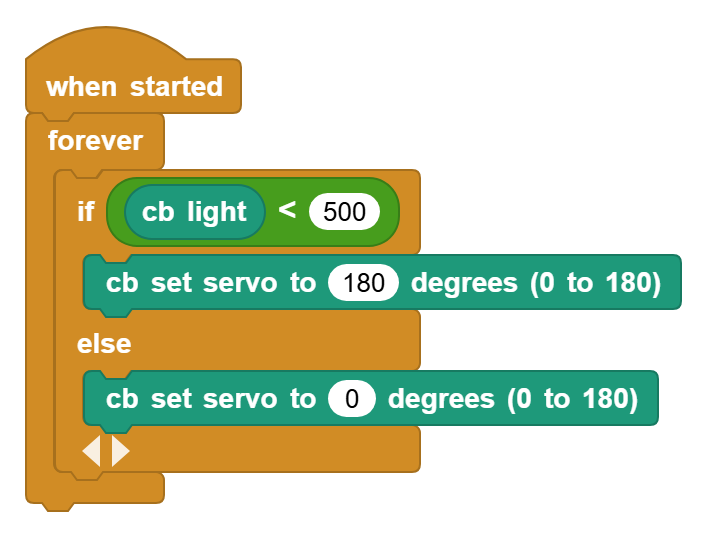 when started
forever
if cb light < 500
cb set servo to 180 degrees (0 to 180)
else
cb set servo to 0 degrees (0 to 180)